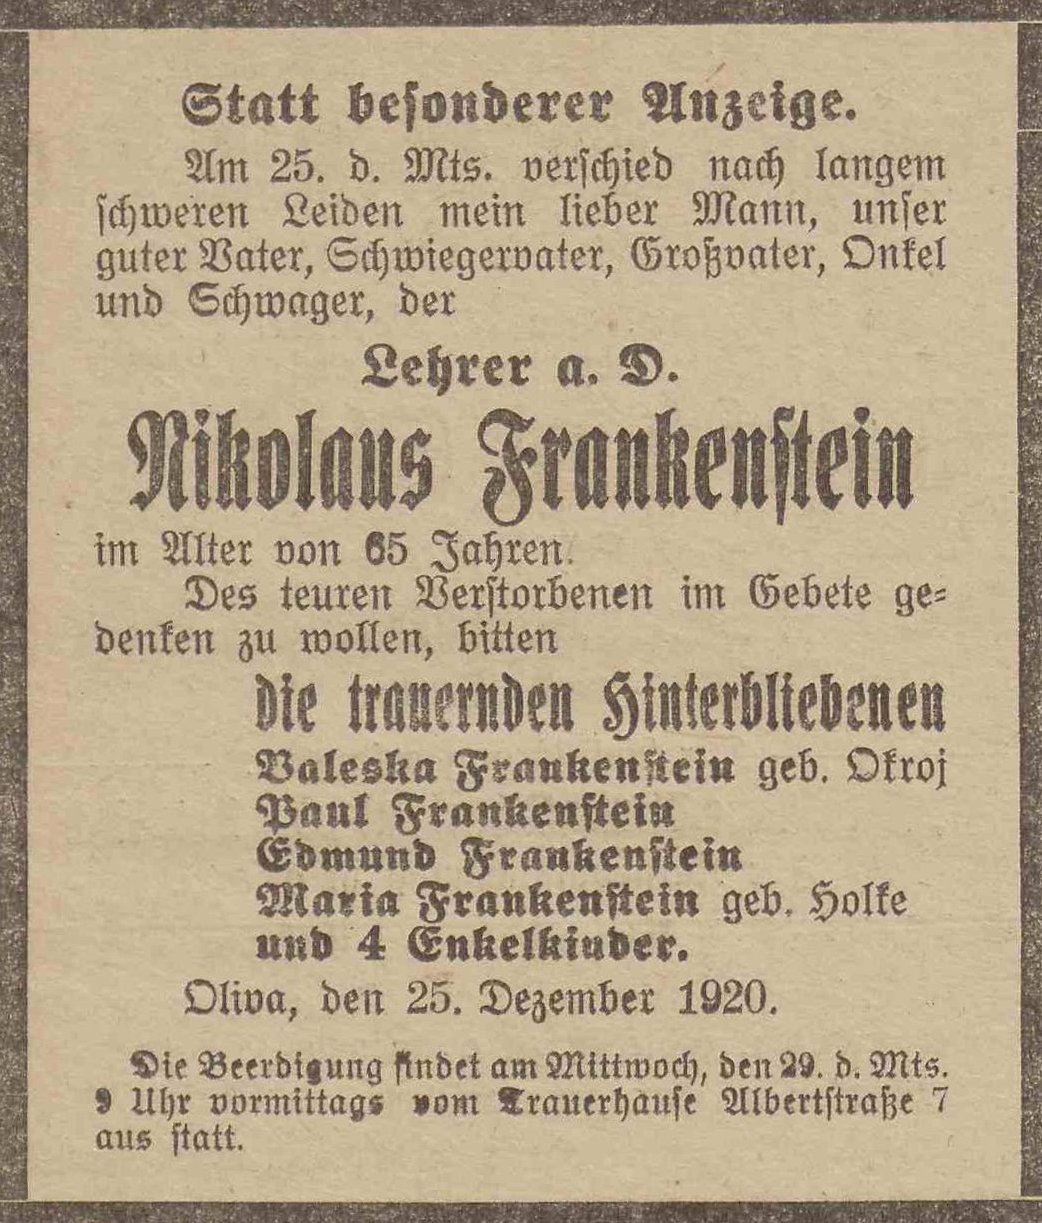 Statt besonderer Anzeige.
Am 25. d. Mts. verschied nach langem
schweren Leiden mein lieber Mann, unser
guter Vater, Schwiegervater, Großvater, Onkel
und Schwager, der
Lehrer a. D.
Nikolaus Frankenstein
im Alter von 65 Jahren.
Des teuren Verstorbenen im Gebete ge-
denken zu wollen, bitten
die trauernden Hinterbliebenen
Valeska Frankenstein geb. Okroj
Paul Frankenstein
Edmund Frankenstein
Maria Frankenstein geb. Holke
und 4 Enkelkinder.
Oliva, den 25. Dezember 1920.
Die Beerdigung findet am Mittwoch, den 29. d. Mts.
9 Uhr vormittags vom Trauerhause Albertstraße 7
aus statt.